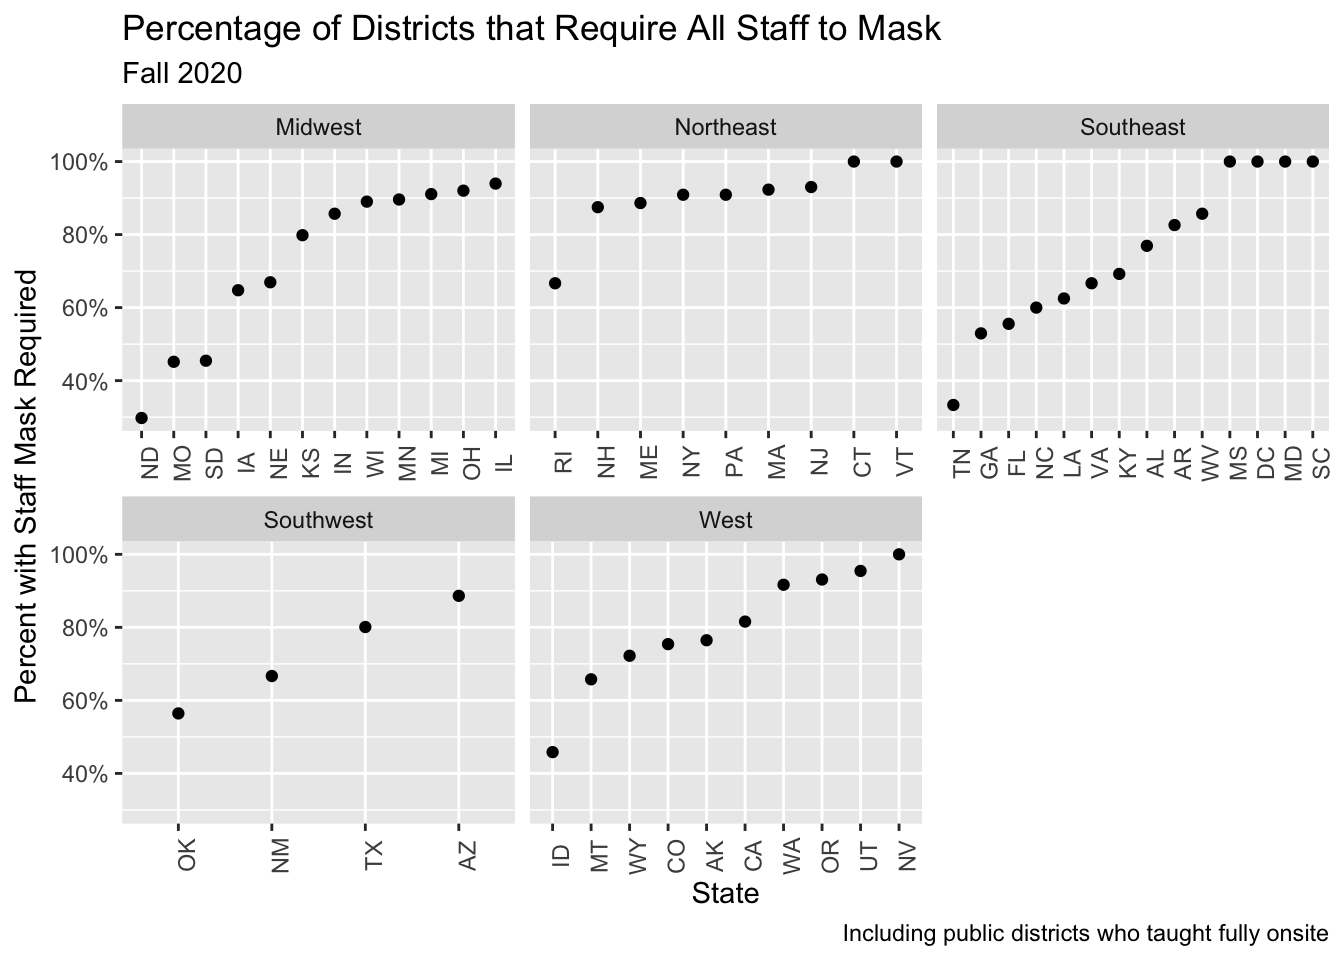 Percentage of Districts that Require All Staff to Mask
Fall 2020
Midwest
Northeast
Southeast
Percent with Staff Mask Required
100%
80%
60%
40%
ND MO SD IA NE KS IN WI MN MI OH IL
RI NH ME NY PA MA NJ CT VT
TN GA FL NC LA VA KY AL AR WV MS DC MD SC
Southwest
West
100%
80%
60%
40%
OK NM TX AZ
ID MT WY CO AK CA WA OR UT NV
State
Including public districts who taught fully onsite